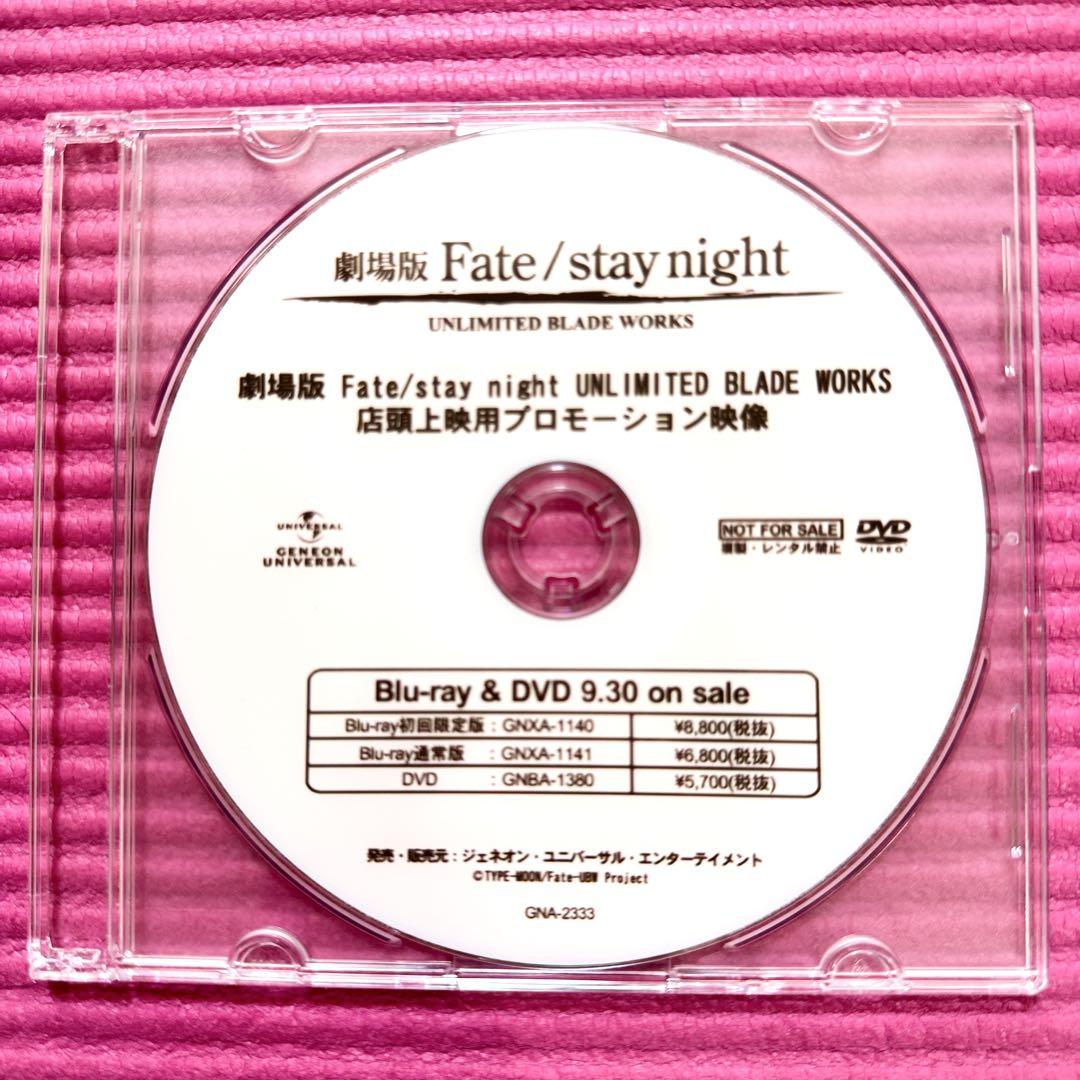 劇場版 Fate/stay night
UNLIMITED BLADE WORKS
劇場版 Fate/stay night UNLIMITED BLADE WORKS
店頭上映用プロモーション映像
UNIVERSAL
GENEON
UNIVERSAL
NOT FOR SALE
複製・レンタル禁止
DVD
VIDEO
Blu-ray & DVD 9.30 on sale
Blu-ray初回限定版 : GNXA-1140 ¥8,800(税抜)
Blu-ray通常版 : GNXA-1141 ¥6,800(税抜)
DVD : GNBA-1380 ¥5,700(税抜)
発売・販売元：ジェネオン・ユニバーサル・エンターテイメント
©TYPE-MOON/Fate-UBW Project
GNA-2333